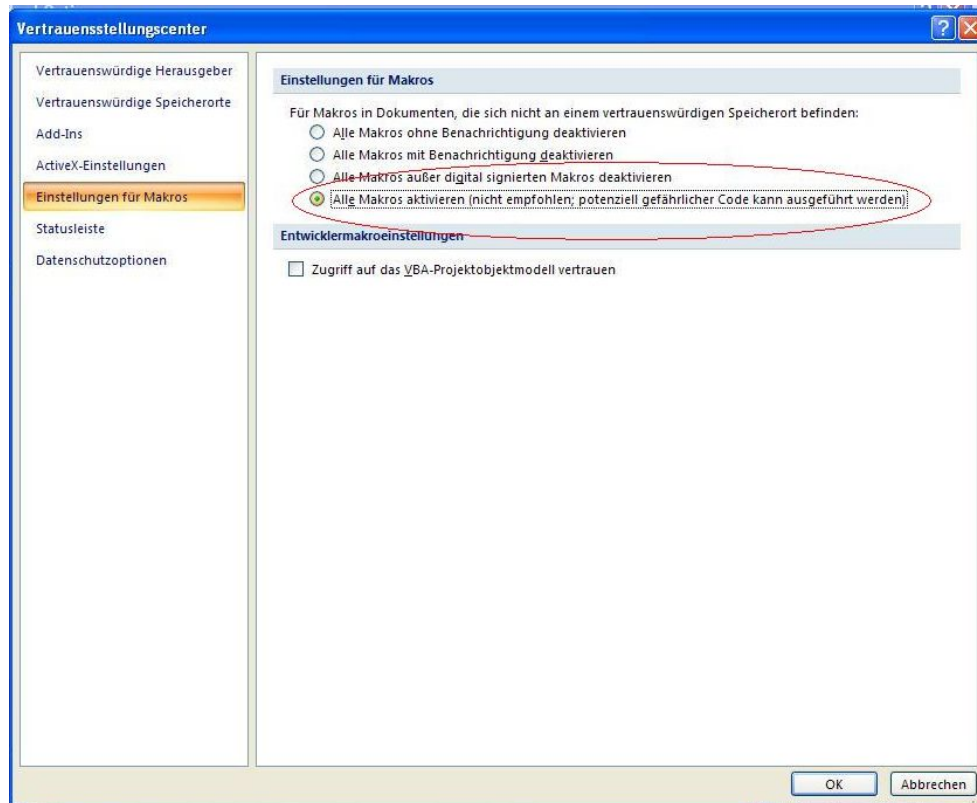 Vertrauensstellungscenter
Vertrauenswürdige Herausgeber
Vertrauenswürdige Speicherorte
Add-Ins
ActiveX-Einstellungen
Einstellungen für Makros
Statusleiste
Datenschutzoptionen
Einstellungen für Makros
Für Makros in Dokumenten, die sich nicht an einem vertrauenswürdigen Speicherort befinden:
Alle Makros ohne Benachrichtigung deaktivieren
Alle Makros mit Benachrichtigung deaktivieren
Alle Makros außer digital signierten Makros deaktivieren
Alle Makros aktivieren (nicht empfohlen; potenziell gefährlicher Code kann ausgeführt werden)
Entwicklermakroeinstellungen
Zugriff auf das VBA-Projektobjektmodell vertrauen
OK
Abbrechen